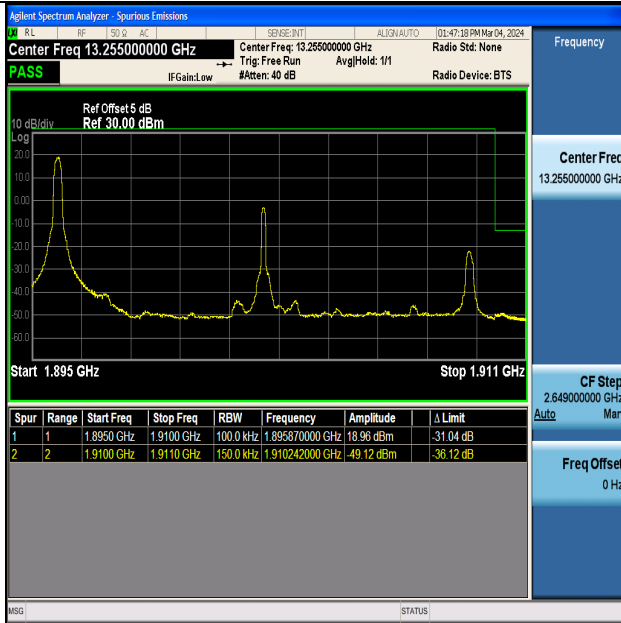 Agilent Spectrum Analyzer - Spurious Emissions
RL RF 50 Ω AC SENSE:INT ALIGN AUTO 01:47:18 PM Mar 04, 2024
Center Freq 13.255000000 GHz
Center Freq: 13.255000000 GHz
Radio Std: None
Trig: Free Run Avg|Hold: 1/1
PASS
IFGain:Low
#Atten: 40 dB
Radio Device: BTS
Ref Offset 5 dB
10 dB/div Ref 30.00 dBm
Log
20.0
10.0
0.00
-10.0
-20.0
-30.0
-40.0
-50.0
-60.0
Start 1.895 GHz Stop 1.911 GHz
Spur Range Start Freq Stop Freq RBW Frequency Amplitude Δ Limit
1 1 1.8950 GHz 1.9100 GHz 100.0 kHz 1.895870000 GHz 18.96 dBm -31.04 dB
2 2 1.9100 GHz 1.9110 GHz 150.0 kHz 1.910242000 GHz -49.12 dBm -36.12 dB
MSG STATUS
Frequency
Center Freq
13.255000000 GHz
CF Step
2.649000000 GHz
Auto Man
Freq Offset
0 Hz